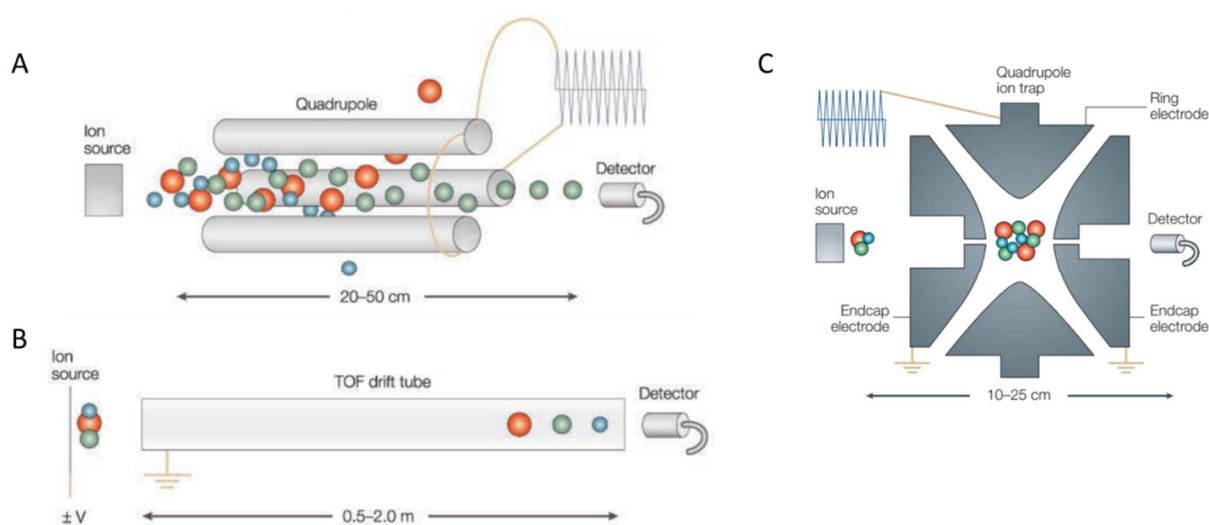 A
Quadrupole
Ion
source
Detector
20–50 cm
B
Ion
source
TOF drift tube
Detector
± V
0.5–2.0 m
C
Quadrupole
ion trap
Ring
electrode
Ion
source
Detector
Endcap
electrode
Endcap
electrode
10–25 cm